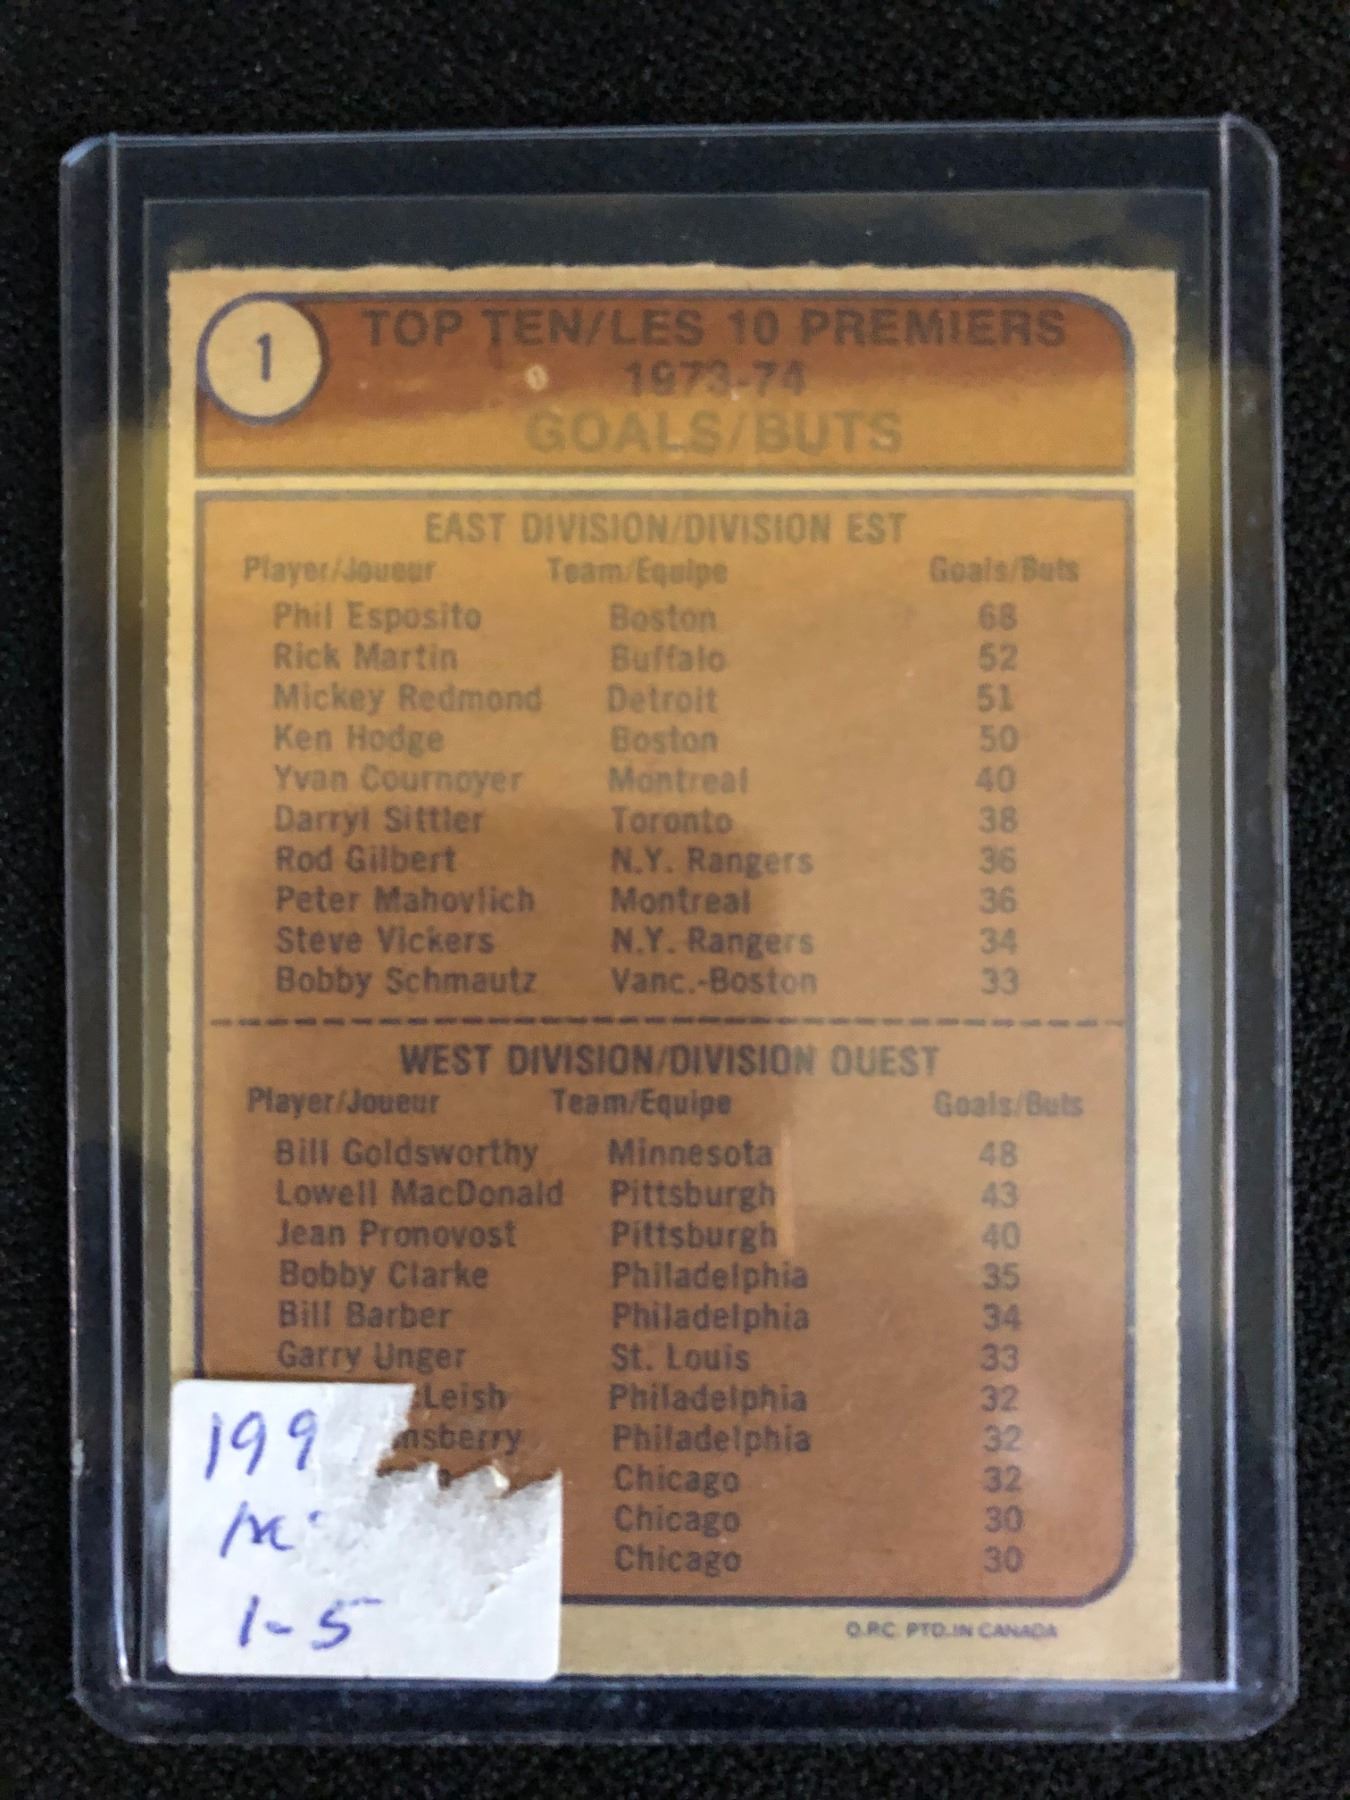 1
TOP TEN/LES 10 PREMIERS
1973-74
GOALS/BUTS
EAST DIVISION/DIVISION EST
Player/Joueur Team/Equipe Goals/Buts
Phil Esposito Boston 68
Rick Martin Buffalo 52
Mickey Redmond Detroit 51
Ken Hodge Boston 50
Yvan Cournoyer Montreal 40
Darryl Sittler Toronto 38
Rod Gilbert N.Y. Rangers 36
Peter Mahovlich Montreal 36
Steve Vickers N.Y. Rangers 34
Bobby Schmautz Vanc.-Boston 33
WEST DIVISION/DIVISION OUEST
Player/Joueur Team/Equipe Goals/Buts
Bill Goldsworthy Minnesota 48
Lowell MacDonald Pittsburgh 43
Jean Pronovost Pittsburgh 40
Bobby Clarke Philadelphia 35
Bill Barber Philadelphia 34
Garry Unger St. Louis 33
cLeish Philadelphia 32
nsberry Philadelphia 32
Chicago 32
Chicago 30
Chicago 30
O.P.C. PTD. IN CANADA
199
1-5